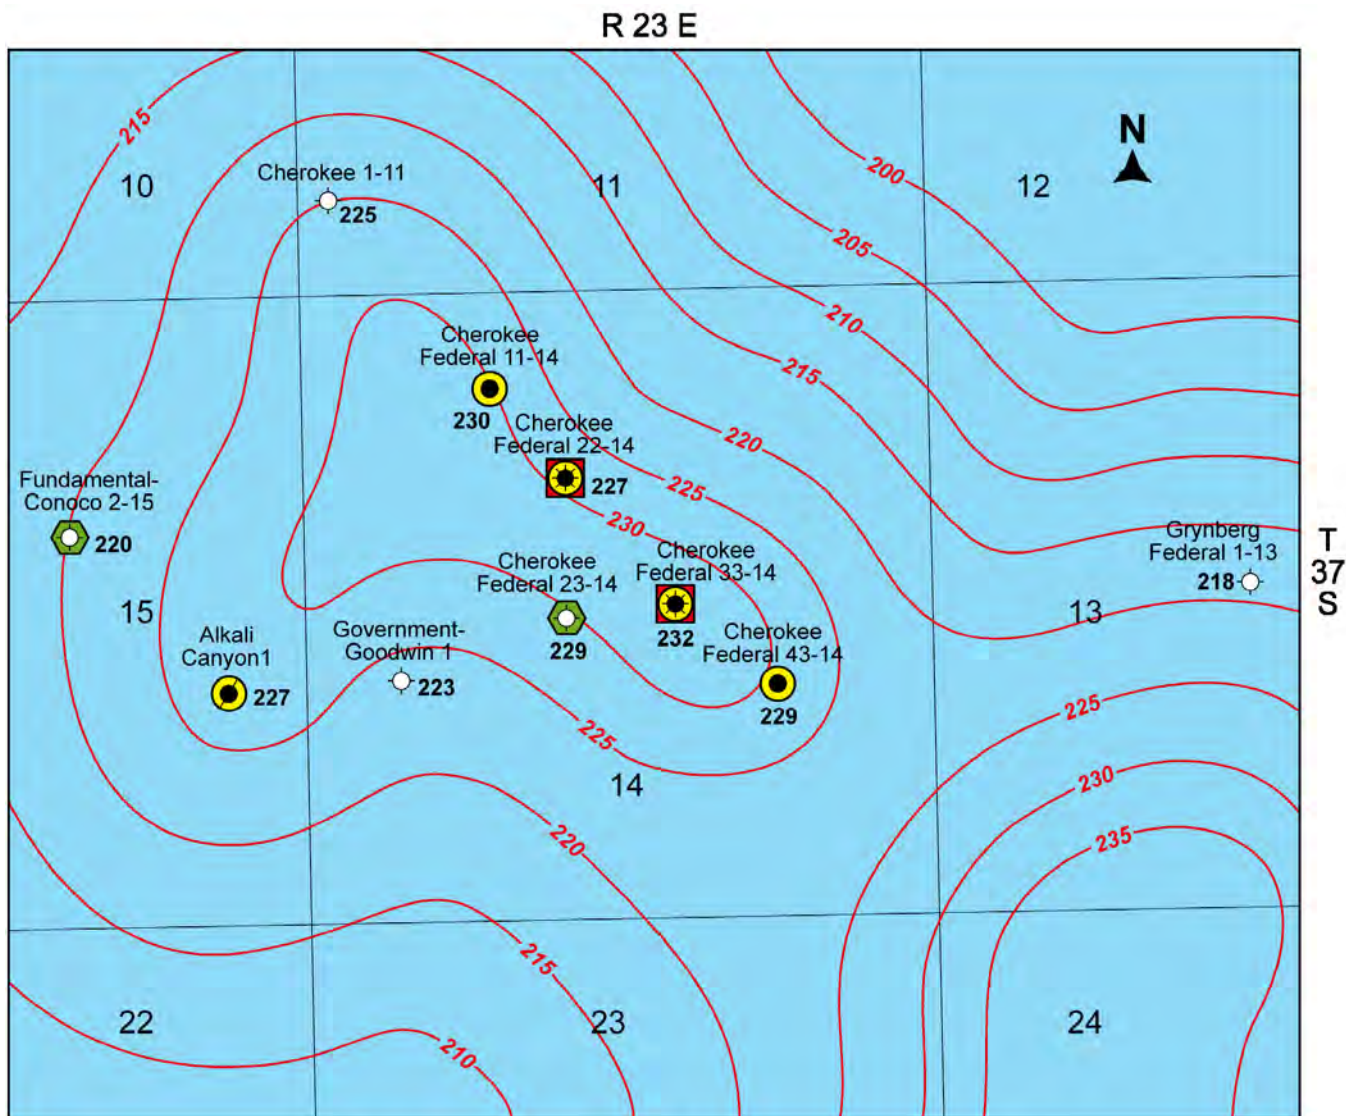 R 23 E
215
200
N
10
Cherokee 1-11
11
12
225
205
210
Cherokee
Federal 11-14
215
230
Cherokee
Federal 22-14
220
Fundamental-
Conoco 2-15
227
225
220
230
Grynberg
Federal 1-13
T
37
S
Cherokee
Federal 23-14
Cherokee
Federal 33-14
218
15
13
Alkali
Canyon1
Government-
Goodwin 1
229
232
Cherokee
Federal 43-14
227
223
229
225
225
14
230
220
235
215
22
23
24
210